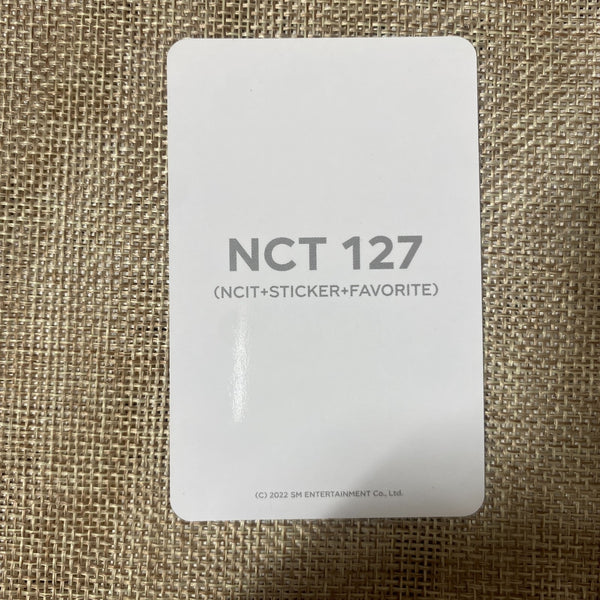 NCT 127
(NCIT+STICKER+FAVORITE)
(C) 2022 SM ENTERTAINMENT Co., Ltd.